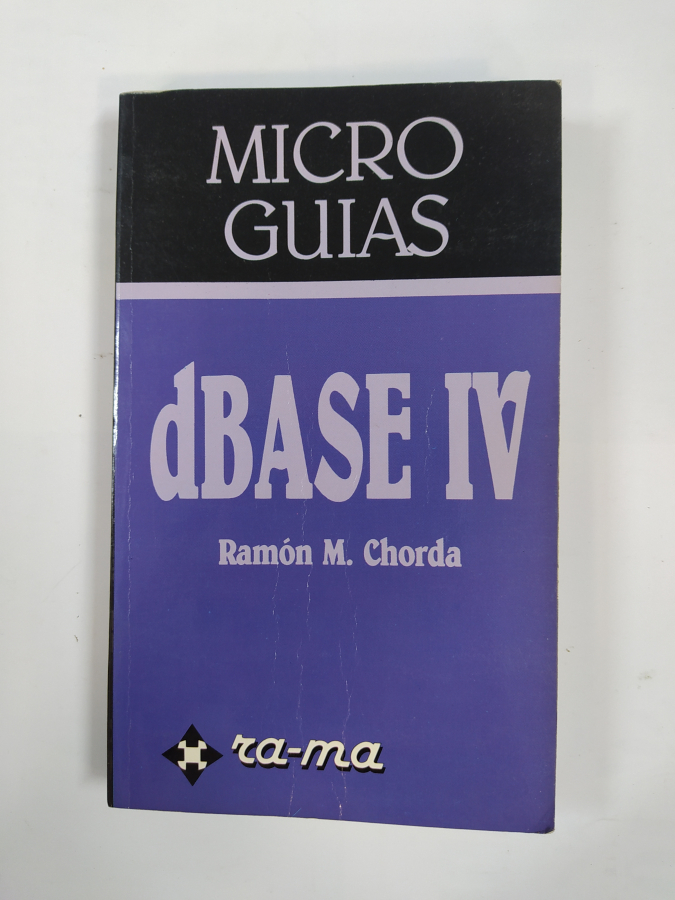 MICRO
GUIAS
dBASE IV
Ramón M. Chorda
ra-ma